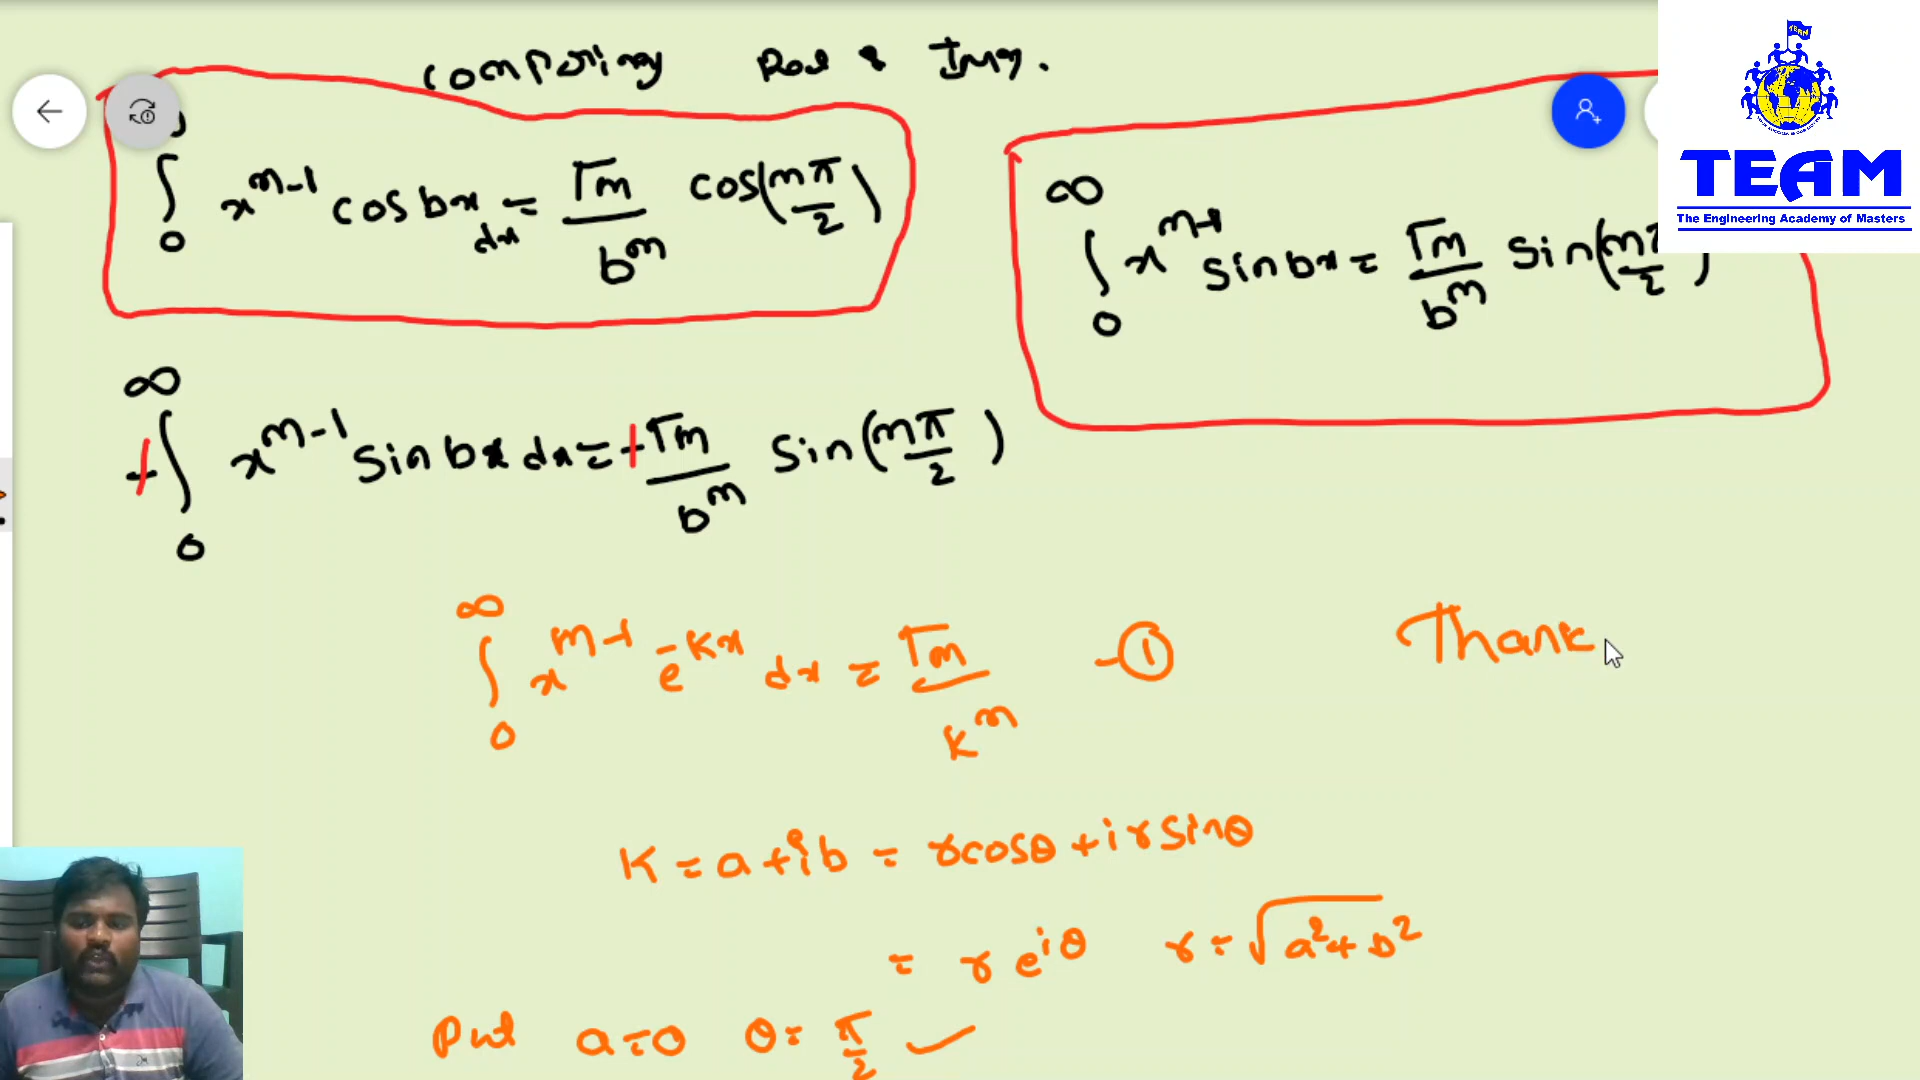 Comparing Real & Img.
∫₀^∞ x^{m-1} cos bx dx = Γm / b^m cos(mπ/2)
∫₀^∞ x^{m-1} sin bx = Γm / b^m sin(mπ/2)
∫₀^∞ x^{m-1} sin bx dx = Γm / b^m sin(mπ/2)
∫₀^∞ x^{m-1} e^{-kx} dx = Γm / k^m - ①
Thank
K = a + ib = r cosθ + i r sinθ
= r e^{iθ} r = √(a² + b²)
Put a = 0 θ = π/2 ✓
TEAM
TEAM
The Engineering Academy of Masters